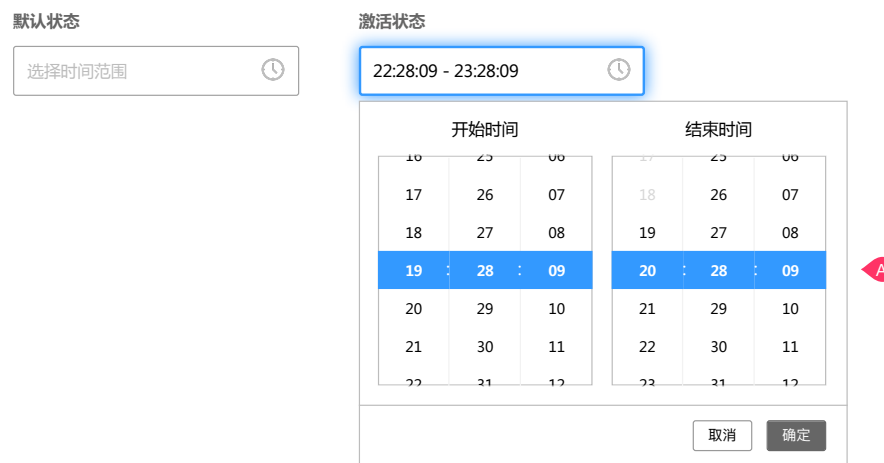 默认状态
激活状态
选择时间范围
22:28:09 - 23:28:09
开始时间
结束时间
16 25 06 17 25 06
17 26 07 18 26 07
18 27 08 19 27 08
19 : 28 : 09 20 : 28 : 09
20 29 10 21 29 10
21 30 11 22 30 11
22 31 12 23 31 12
A
取消
确定